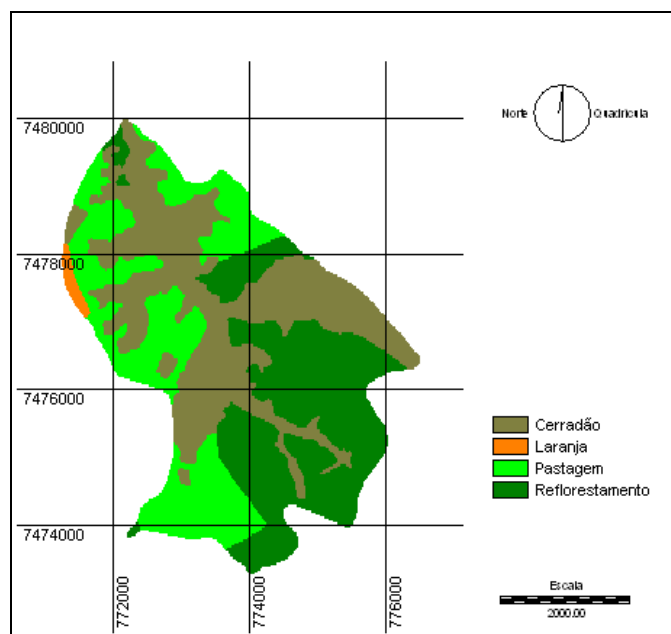 7480000
Norte
Quadrícula
7478000
7476000
Cerradão
Laranja
Pastagem
Reflorestamento
7474000
772000
774000
776000
Escala
2000.00